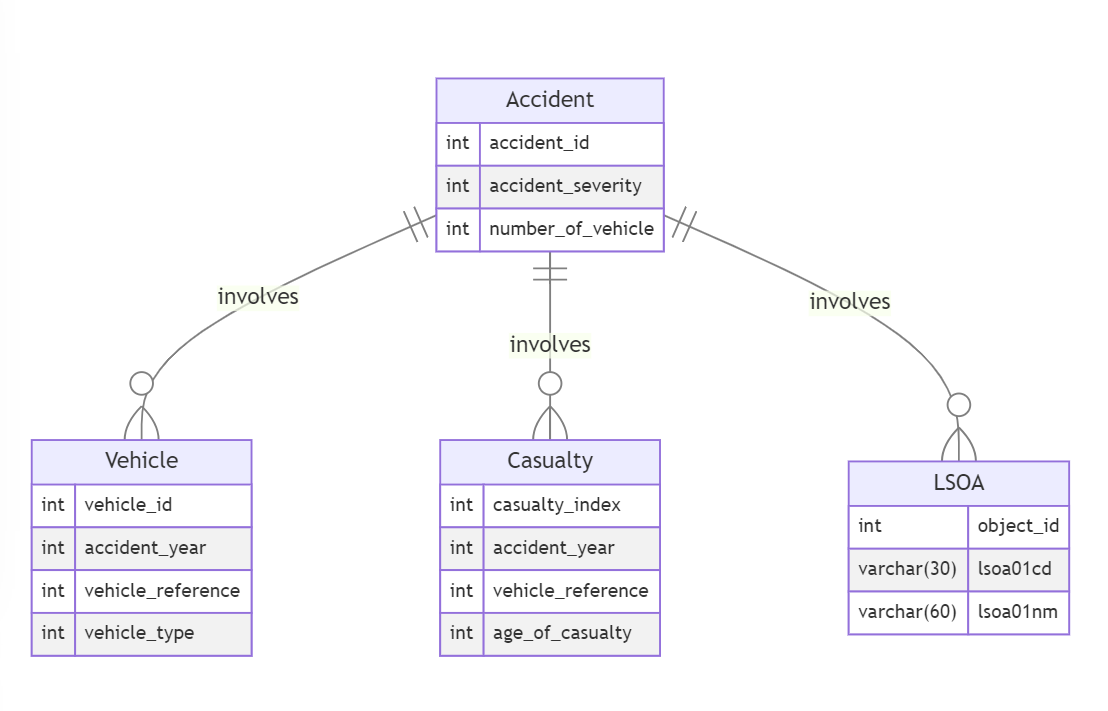 Accident
int accident_id
int accident_severity
int number_of_vehicle
involves
involves
involves
Vehicle
int vehicle_id
int accident_year
int vehicle_reference
int vehicle_type
Casualty
int casualty_index
int accident_year
int vehicle_reference
int age_of_casualty
LSOA
int object_id
varchar(30) lsoa01cd
varchar(60) lsoa01nm